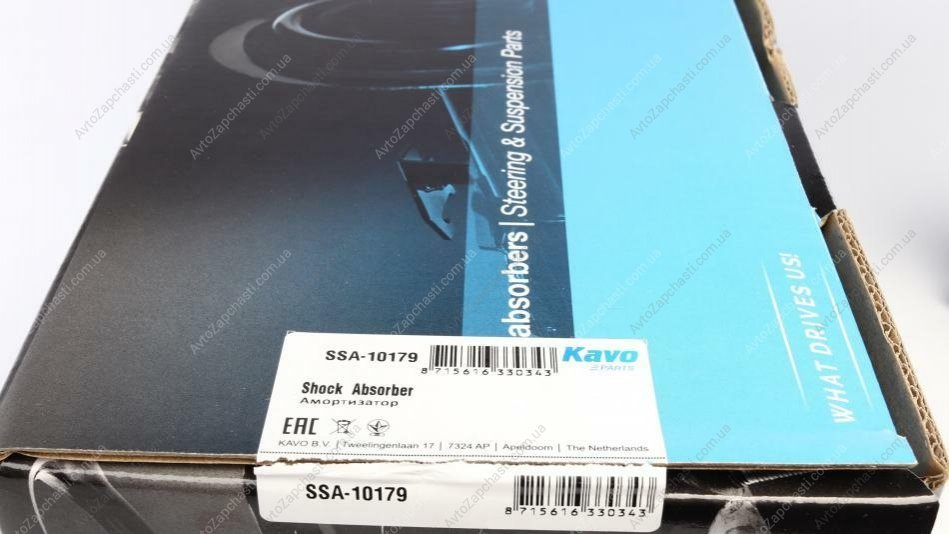 absorbers | Steering & Suspension Parts
WHAT DRIVES US!
SSA-10179
8 715616 330343
Kavo
PARTS
Shock Absorber
Амортизатор
EAC
KAVO B.V. | Tweelingenlaan 17 | 7324 AP | Apeldoorn | The Netherlands
SSA-10179
8 715616 330343
AvtoZapchasti.com.ua